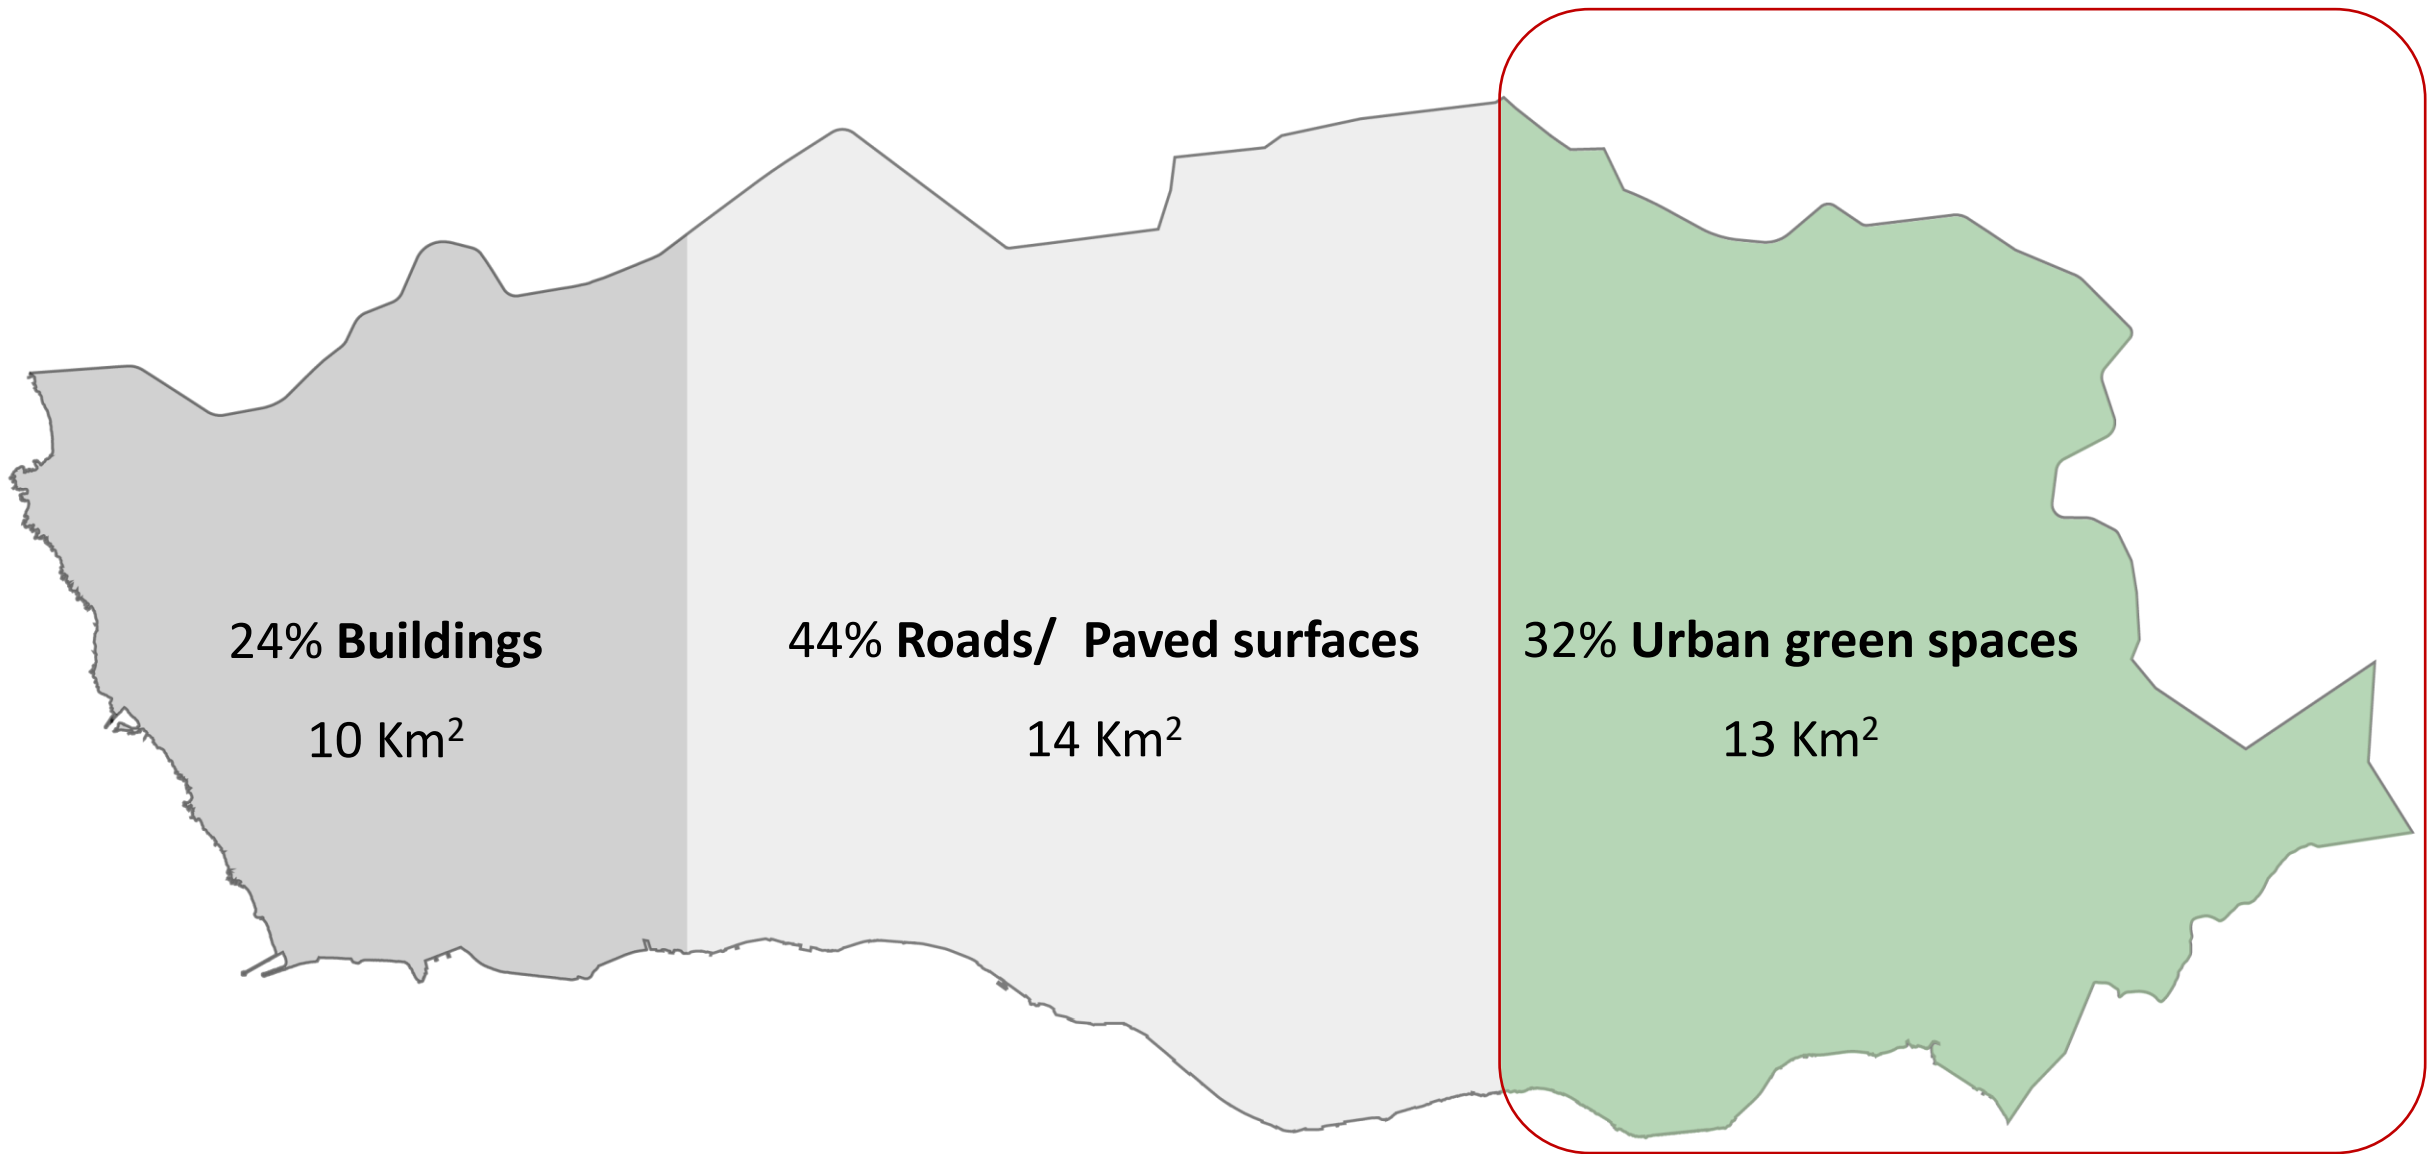 24% Buildings
10 Km²
44% Roads/  Paved surfaces
14 Km²
32% Urban green spaces
13 Km²